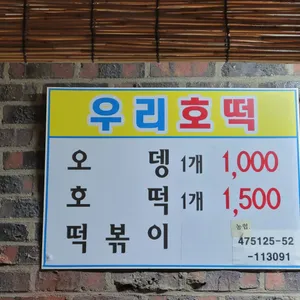 우리호떡
오 뎅 1개 1,000
호 떡 1개 1,500
떡볶이
농협
475125-52
-113091